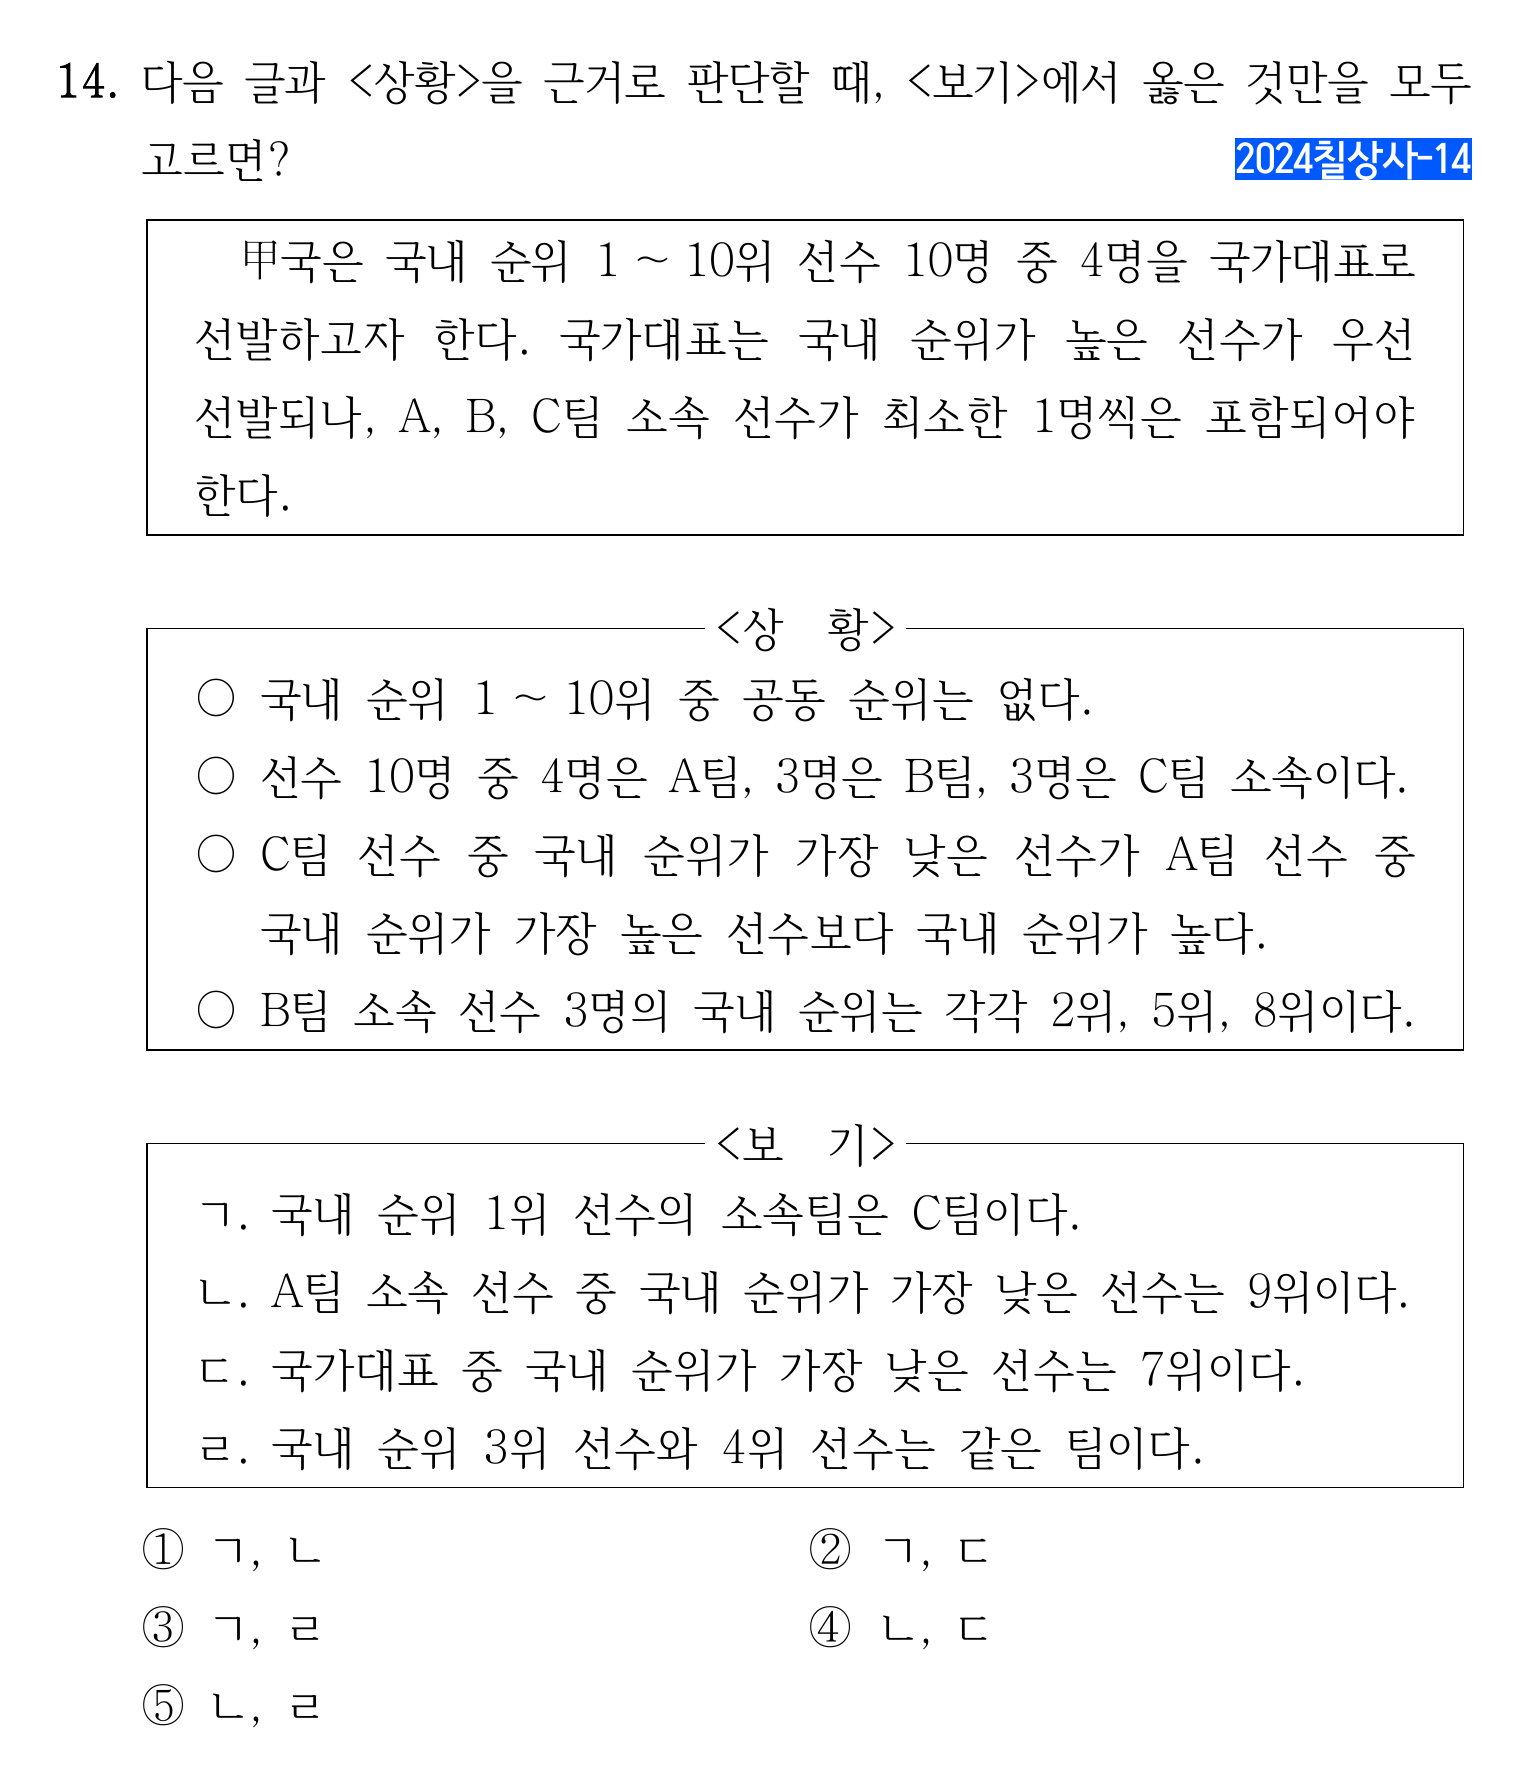 14. 다음 글과 <상황>을 근거로 판단할 때, <보기>에서 옳은 것만을 모두
고르면?
2024칠상사-14
甲국은 국내 순위 1 ~ 10위 선수 10명 중 4명을 국가대표로
선발하고자 한다. 국가대표는 국내 순위가 높은 선수가 우선
선발되나, A, B, C팀 소속 선수가 최소한 1명씩은 포함되어야
한다.
<상 황>
○ 국내 순위 1 ~ 10위 중 공동 순위는 없다.
○ 선수 10명 중 4명은 A팀, 3명은 B팀, 3명은 C팀 소속이다.
○ C팀 선수 중 국내 순위가 가장 낮은 선수가 A팀 선수 중
국내 순위가 가장 높은 선수보다 국내 순위가 높다.
○ B팀 소속 선수 3명의 국내 순위는 각각 2위, 5위, 8위이다.
<보 기>
ㄱ. 국내 순위 1위 선수의 소속팀은 C팀이다.
ㄴ. A팀 소속 선수 중 국내 순위가 가장 낮은 선수는 9위이다.
ㄷ. 국가대표 중 국내 순위가 가장 낮은 선수는 7위이다.
ㄹ. 국내 순위 3위 선수와 4위 선수는 같은 팀이다.
① ㄱ, ㄴ
② ㄱ, ㄷ
③ ㄱ, ㄹ
④ ㄴ, ㄷ
⑤ ㄴ, ㄹ